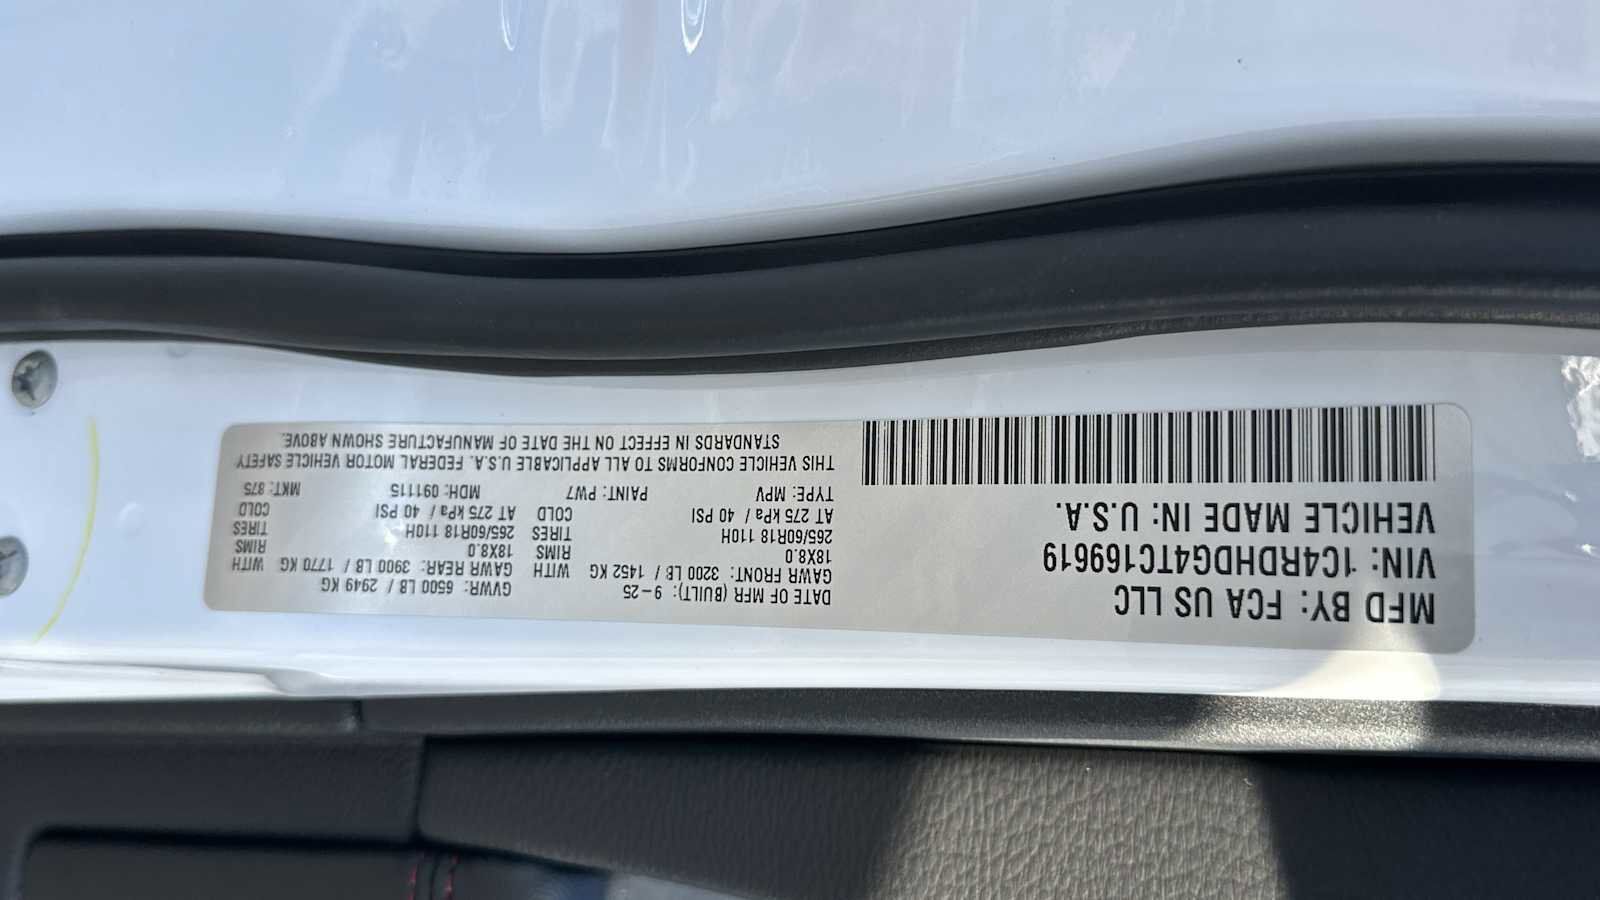 MFD BY: FCA US LLC
VIN: 1C4RDHDG4TC169619
VEHICLE MADE IN: U.S.A.
DATE OF MFR (BUILT): 9-25 GVWR: 6500 LB / 2949 KG
GAWR FRONT: 3200 LB / 1452 KG WITH GAWR REAR: 3900 LB / 1770 KG WITH
18X8.0 RIMS 18X8.0 RIMS
265/60R18 110H TIRES 265/60R18 110H TIRES
AT 275 kPa / 40 PSI COLD AT 275 kPa / 40 PSI COLD
TYPE: MPV PAINT: PW7 MDH: 091115 MKT: 875
THIS VEHICLE CONFORMS TO ALL APPLICABLE U.S.A. FEDERAL MOTOR VEHICLE SAFETY
STANDARDS IN EFFECT ON THE DATE OF MANUFACTURE SHOWN ABOVE.